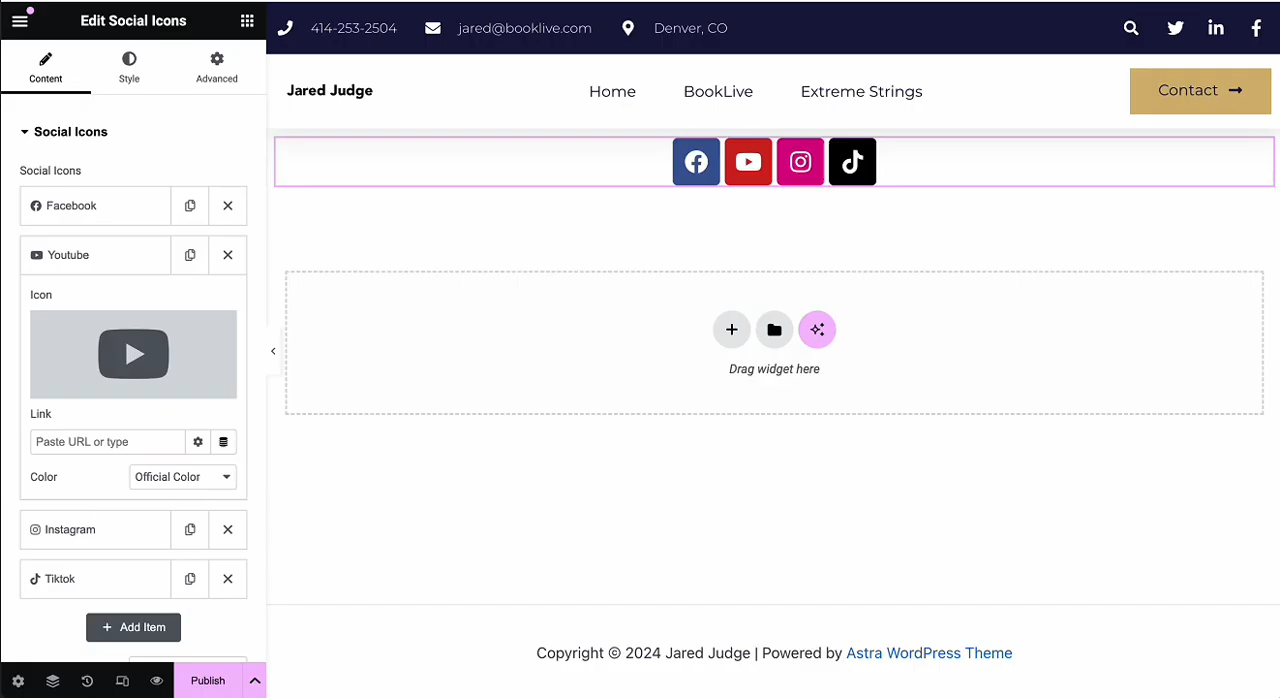 Edit Social Icons
Content
Style
Advanced
Social Icons
Social Icons
Facebook
Youtube
Icon
Link
Paste URL or type
Color
Official Color
Instagram
Tiktok
Add Item
Publish
414-253-2504
jared@booklive.com
Denver, CO
Jared Judge
Home
BookLive
Extreme Strings
Contact
Drag widget here
Copyright © 2024 Jared Judge | Powered by Astra WordPress Theme